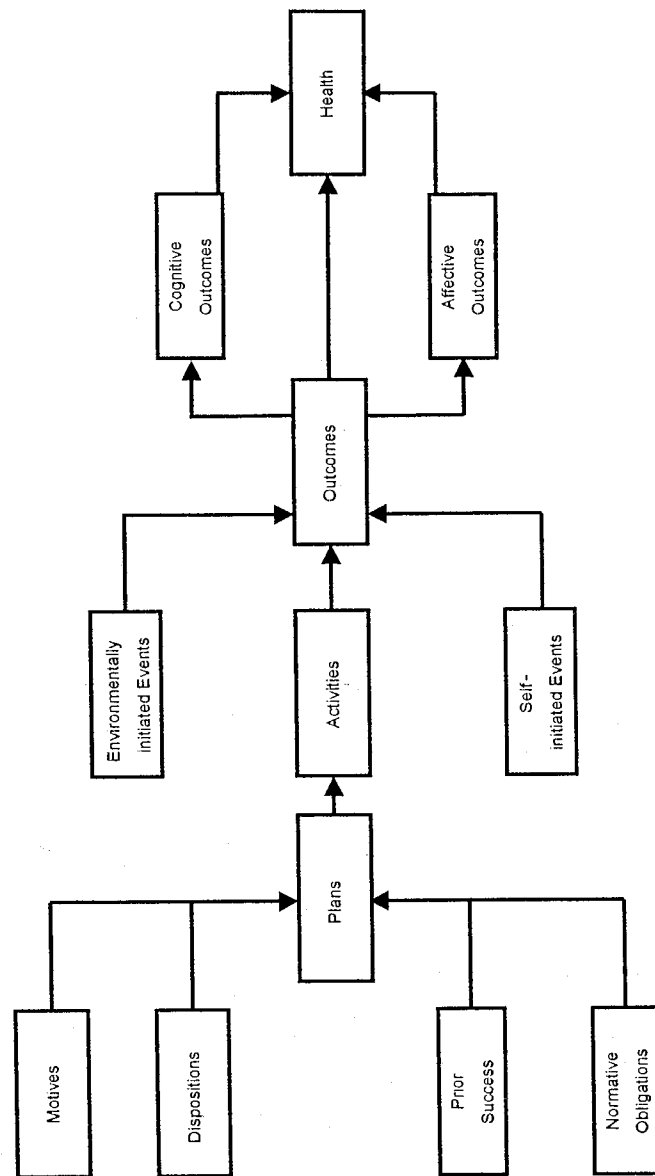 Motives
Dispositions
Prior
Success
Normative
Obligations
Plans
Environmentally
initiated Events
Activities
Self-
initiated Events
Outcomes
Cognitive
Outcomes
Affective
Outcomes
Health